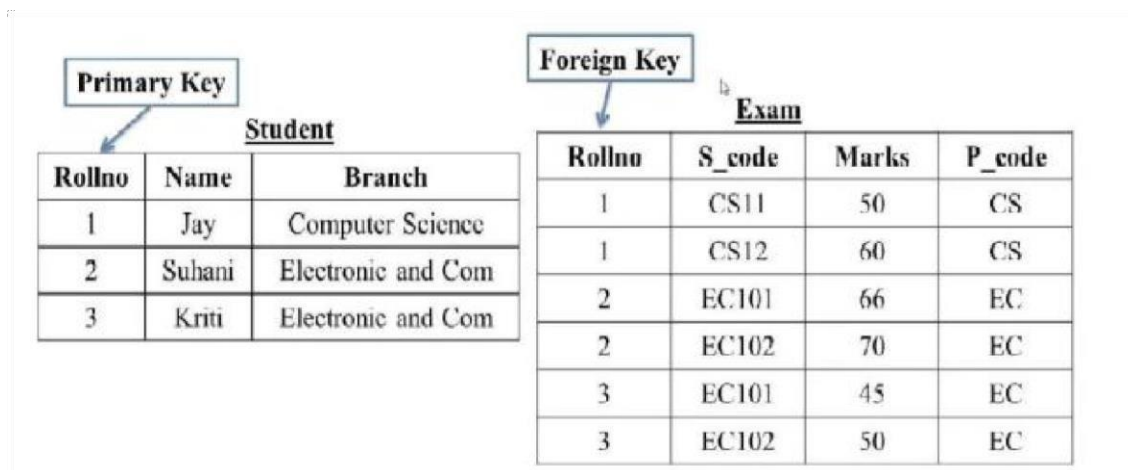 Primary Key
Student
Rollno Name Branch
1 Jay Computer Science
2 Suhani Electronic and Com
3 Kriti Electronic and Com
Foreign Key
Exam
Rollno S_code Marks P_code
1 CS11 50 CS
1 CS12 60 CS
2 EC101 66 EC
2 EC102 70 EC
3 EC101 45 EC
3 EC102 50 EC